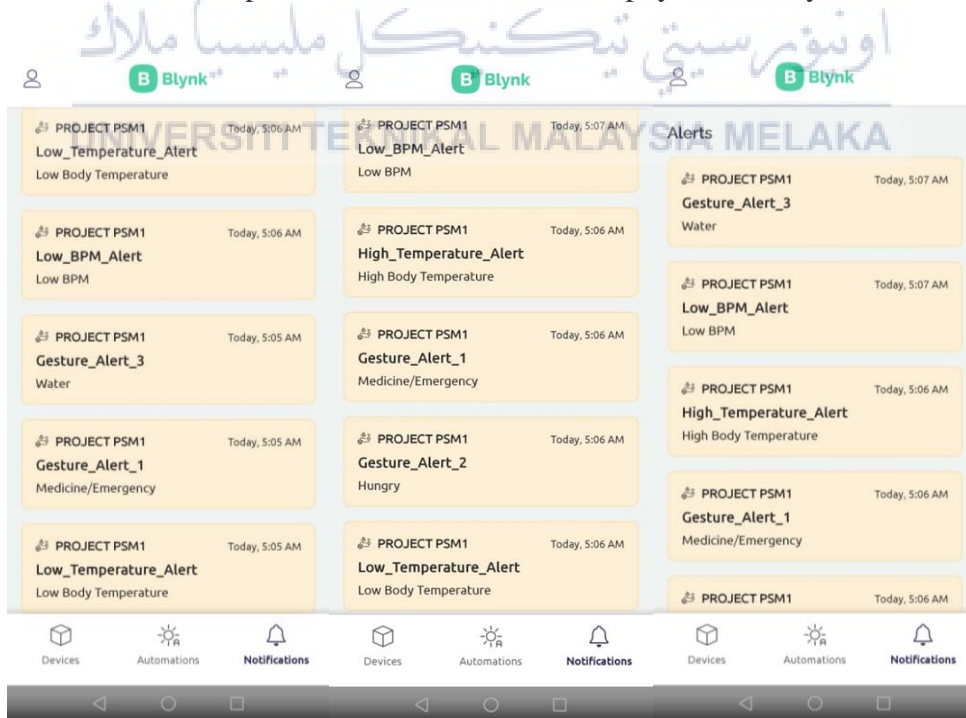 اونيۏرسيتي تيكنيكل مليسيا ملاك
UNIVERSITI TEKNIKAL MALAYSIA MELAKA
B Blynk
PROJECT PSM1 Today, 5:06 AM
Low_Temperature_Alert
Low Body Temperature
PROJECT PSM1 Today, 5:06 AM
Low_BPM_Alert
Low BPM
PROJECT PSM1 Today, 5:05 AM
Gesture_Alert_3
Water
PROJECT PSM1 Today, 5:05 AM
Gesture_Alert_1
Medicine/Emergency
PROJECT PSM1 Today, 5:05 AM
Low_Temperature_Alert
Low Body Temperature
Devices Automations Notifications
B Blynk
PROJECT PSM1 Today, 5:07 AM
Low_BPM_Alert
Low BPM
PROJECT PSM1 Today, 5:06 AM
High_Temperature_Alert
High Body Temperature
PROJECT PSM1 Today, 5:06 AM
Gesture_Alert_1
Medicine/Emergency
PROJECT PSM1 Today, 5:06 AM
Gesture_Alert_2
Hungry
PROJECT PSM1 Today, 5:06 AM
Low_Temperature_Alert
Low Body Temperature
Devices Automations Notifications
B Blynk
Alerts
PROJECT PSM1 Today, 5:07 AM
Gesture_Alert_3
Water
PROJECT PSM1 Today, 5:07 AM
Low_BPM_Alert
Low BPM
PROJECT PSM1 Today, 5:06 AM
High_Temperature_Alert
High Body Temperature
PROJECT PSM1 Today, 5:06 AM
Gesture_Alert_1
Medicine/Emergency
PROJECT PSM1 Today, 5:06 AM
Devices Automations Notifications